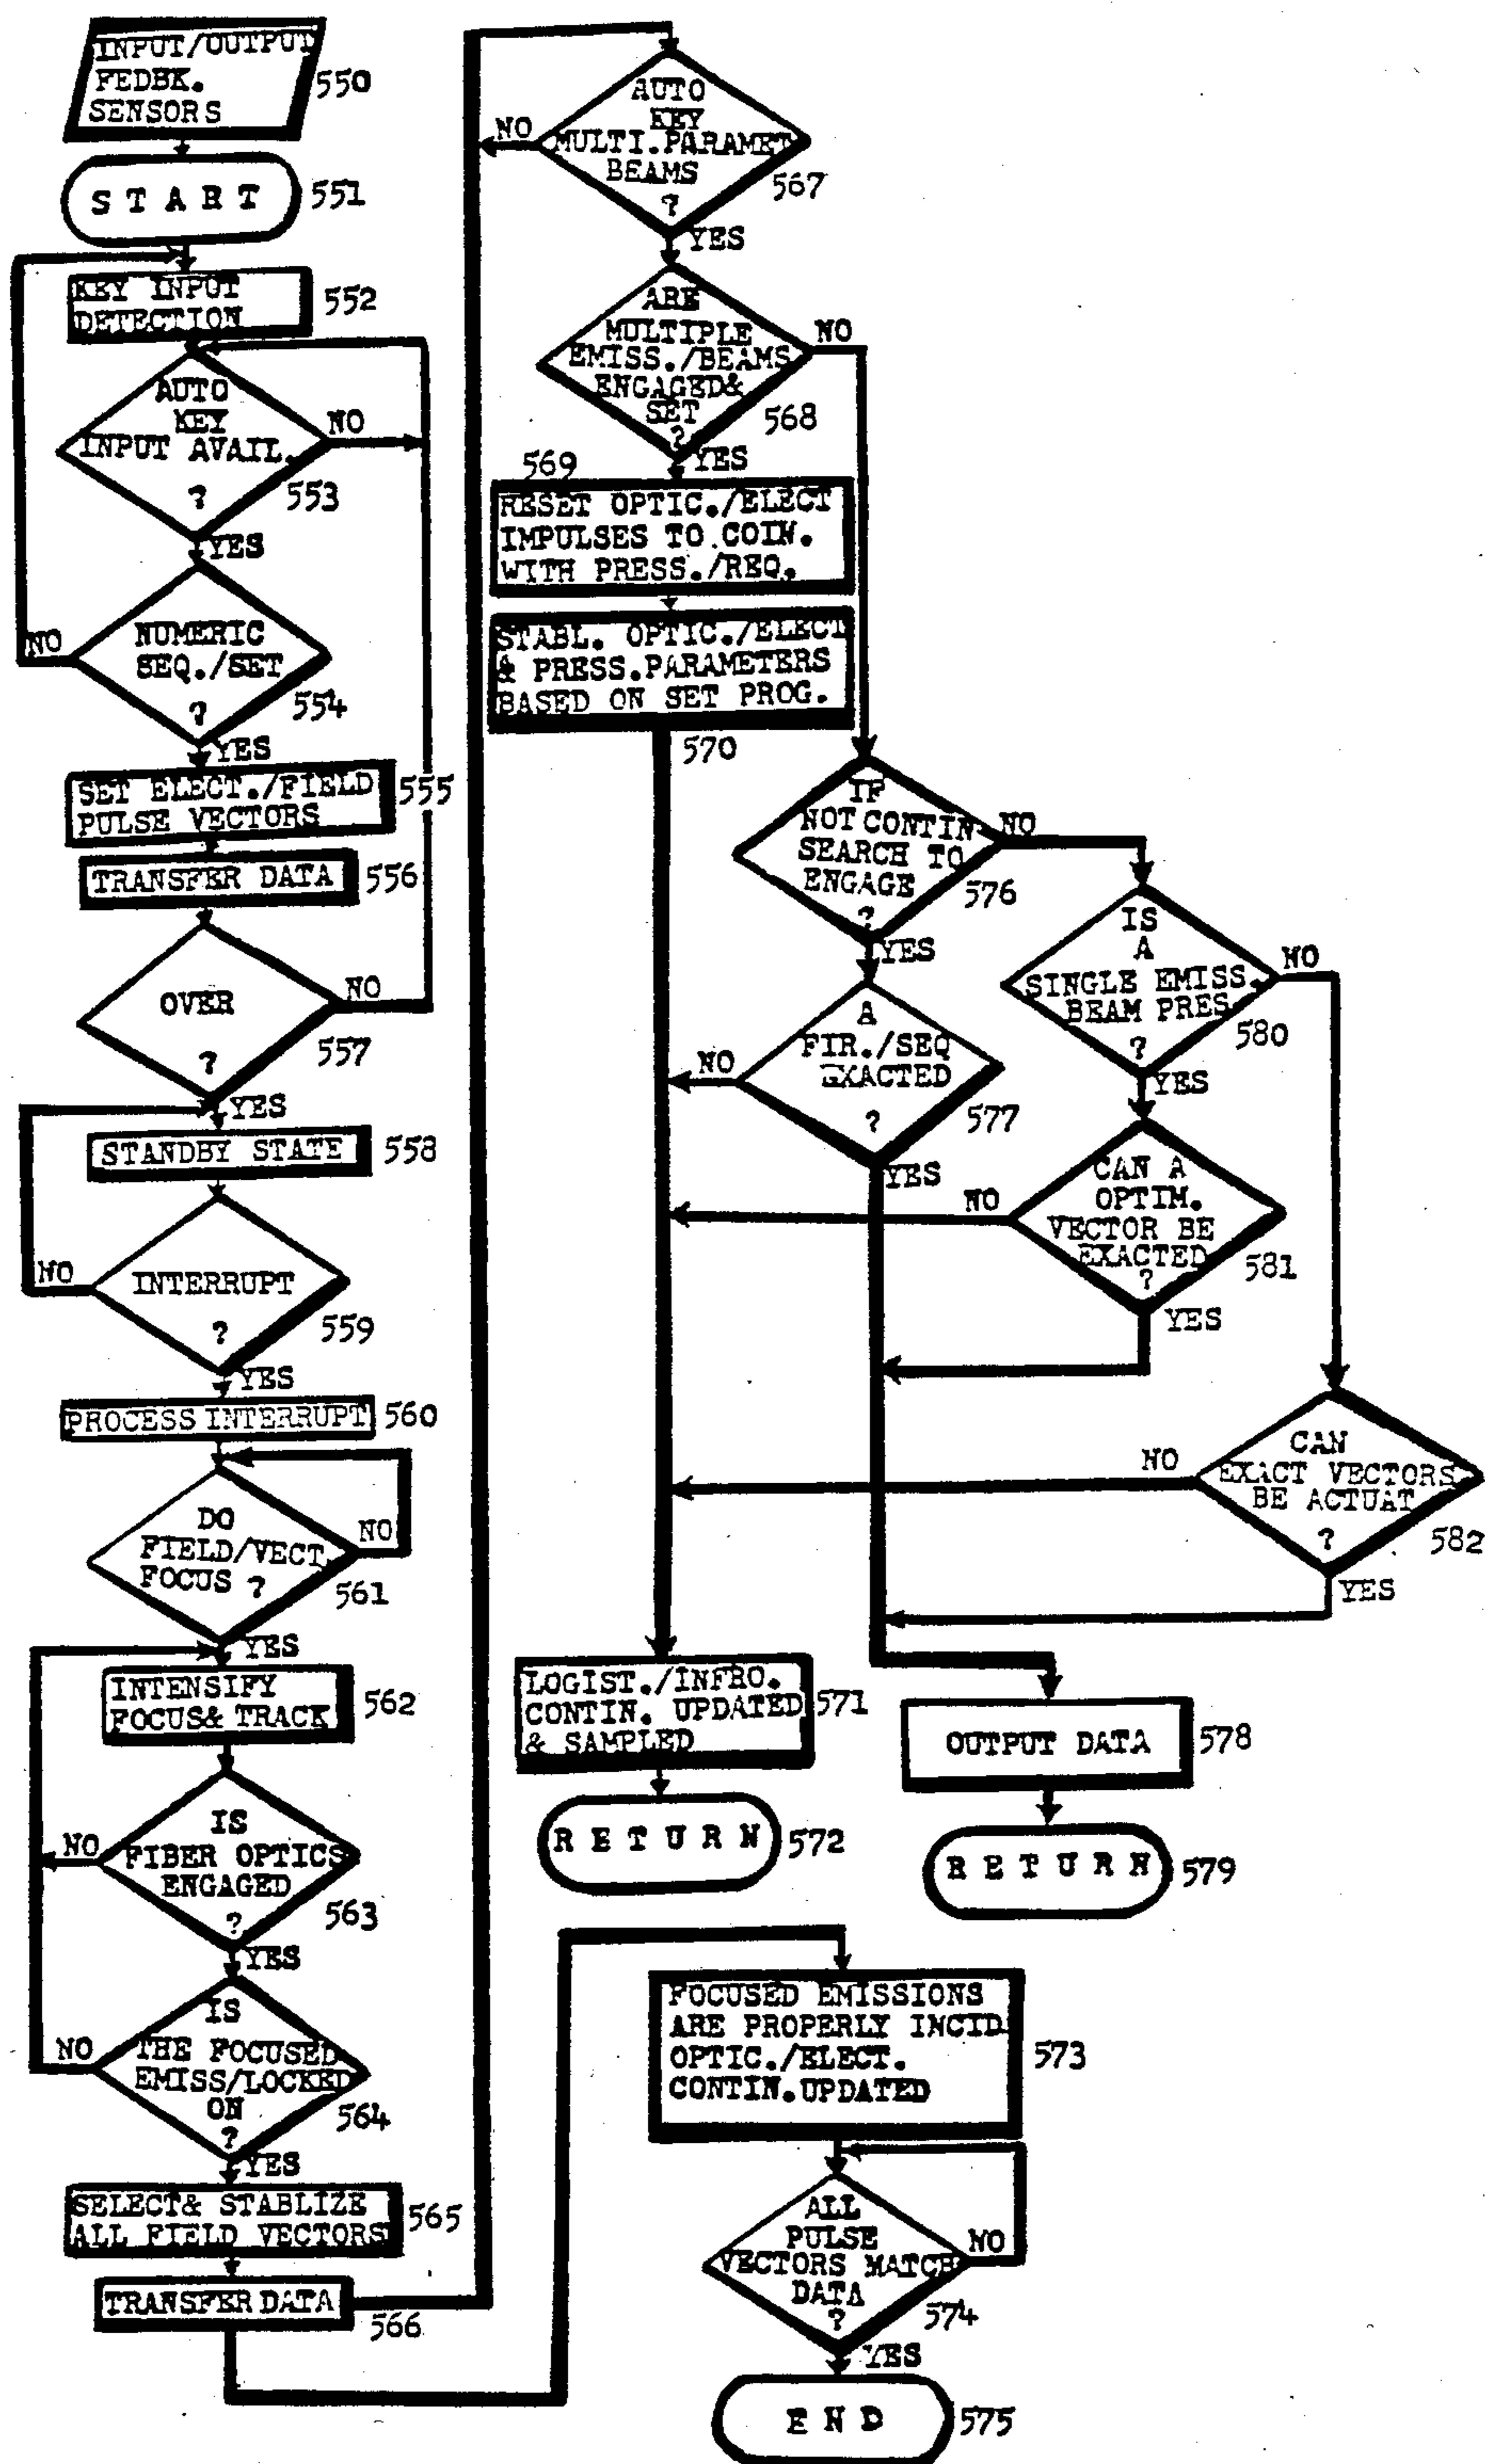 INPUT/OUTPUT
FEDBK.
SENSORS
550
S T A R T
551
KEY INPUT
DETECTION
552
AUTO
KEY
INPUT AVAIL.
?
553
NO
YES
NUMERIC
SEQ./SET
?
554
NO
YES
SET ELECT./FIELD
PULSE VECTORS
555
TRANSFER DATA
556
OVER
?
557
NO
YES
STANDBY STATE
558
INTERRUPT
?
559
NO
YES
PROCESS INTERRUPT
560
DO
FIELD/VECT.
FOCUS ?
561
NO
YES
INTENSIFY
FOCUS& TRACK
562
IS
FIBER OPTICS
ENGAGED
?
563
NO
YES
IS
THE FOCUSED
EMISS/LOCKED
ON
?
564
NO
YES
SELECT& STABLIZE
ALL FIELD VECTORS
565
TRANSFER DATA
566
AUTO
KEY
MULTI.PARAMET
BEAMS
?
567
NO
YES
ARE
MULTIPLE
EMISS./BEAMS
ENGAGED&
SET
?
568
NO
YES
569
RESET OPTIC./ELECT
IMPULSES TO COIN.
WITH PRESS./REQ.
STABL. OPTIC./ELECT
& PRESS.PARAMETERS
BASED ON SET PROG.
570
IF
NOT CONTIN
SEARCH TO
ENGAGE
?
576
NO
YES
A
FIR./SEQ
EXACTED
?
577
NO
YES
IS
A
SINGLE EMISS.
BEAM PRES.
?
580
NO
YES
CAN A
OPTIM.
VECTOR BE
EXACTED
?
581
NO
YES
CAN
EXACT VECTORS
BE ACTUAT
?
582
NO
YES
LOGIST./INFRO.
CONTIN. UPDATED
& SAMPLED
571
R E T U R N
572
OUTPUT DATA
578
R E T U R N
579
FOCUSED EMISSIONS
ARE PROPERLY INCID.
OPTIC./ELECT.
CONTIN.UPDATED
573
ALL
PULSE
VECTORS MATCH
DATA
?
574
NO
YES
E N D
575